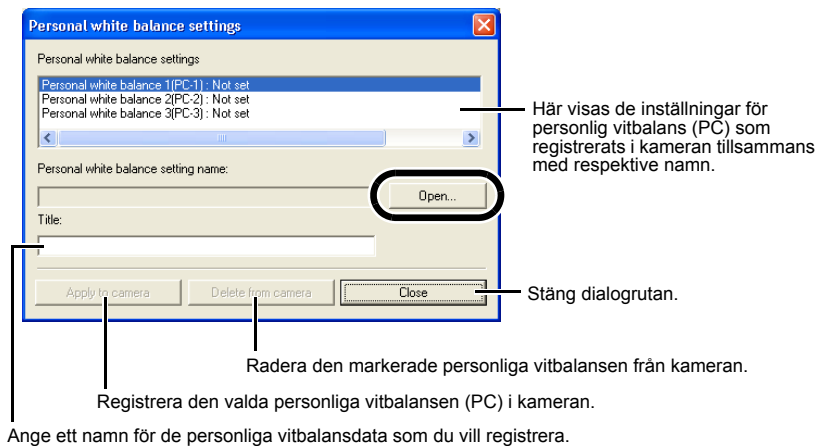 Personal white balance settings
Personal white balance settings
Personal white balance 1(PC-1) : Not set
Personal white balance 2(PC-2) : Not set
Personal white balance 3(PC-3) : Not set
Här visas de inställningar för
personlig vitbalans (PC) som
registrerats i kameran tillsammans
med respektive namn.
Personal white balance setting name:
Open...
Title:
Apply to camera
Delete from camera
Close
Stäng dialogrutan.
Radera den markerade personliga vitbalansen från kameran.
Registrera den valda personliga vitbalansen (PC) i kameran.
Ange ett namn för de personliga vitbalansdata som du vill registrera.